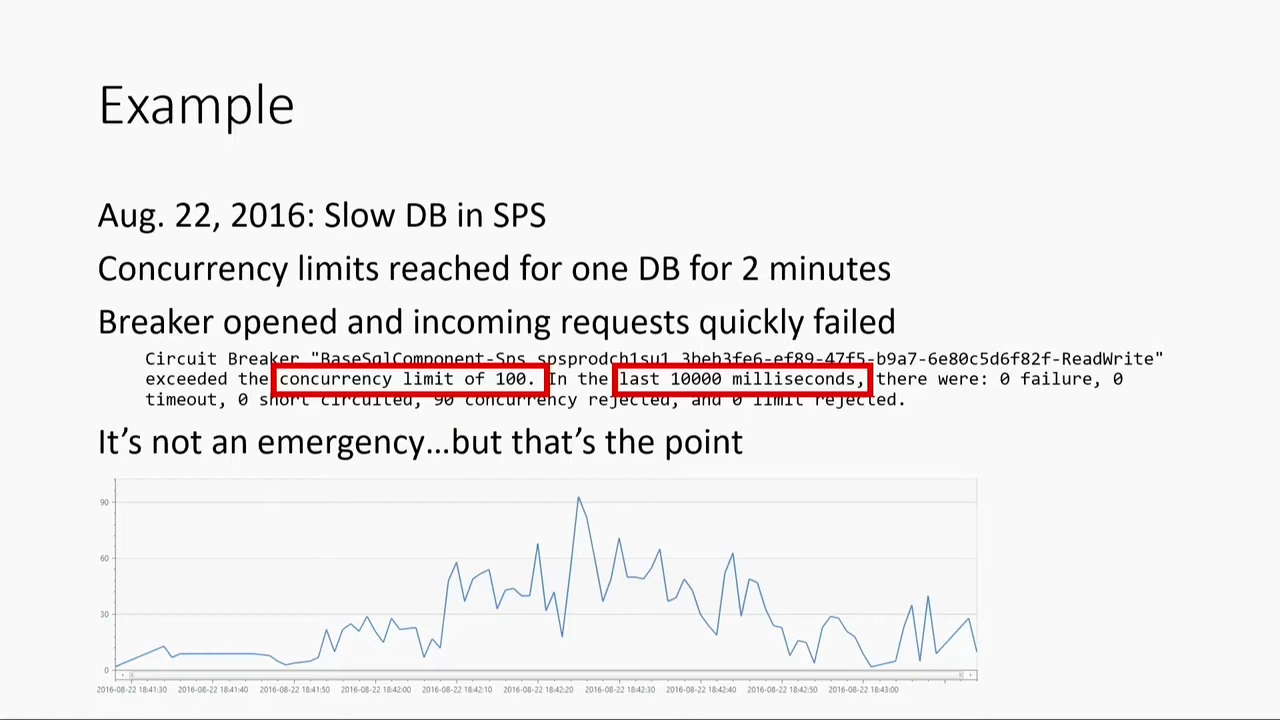 Example
Aug. 22, 2016: Slow DB in SPS
Concurrency limits reached for one DB for 2 minutes
Breaker opened and incoming requests quickly failed
Circuit Breaker "BaseSqlComponent-Sps_spsprodch1su1_3beb3fe6-ef89-47f5-b9a7-6e80c5d6f82f-ReadWrite"
exceeded the concurrency limit of 100. In the last 10000 milliseconds, there were: 0 failure, 0
timeout, 0 short circuited, 90 concurrency rejected, and 0 limit rejected.
It’s not an emergency…but that’s the point
90
60
30
0
2016-08-22 18:41:30 2016-08-22 18:41:40 2016-08-22 18:41:50 2016-08-22 18:42:00 2016-08-22 18:42:10 2016-08-22 18:42:20 2016-08-22 18:42:30 2016-08-22 18:42:40 2016-08-22 18:42:50 2016-08-22 18:43:00